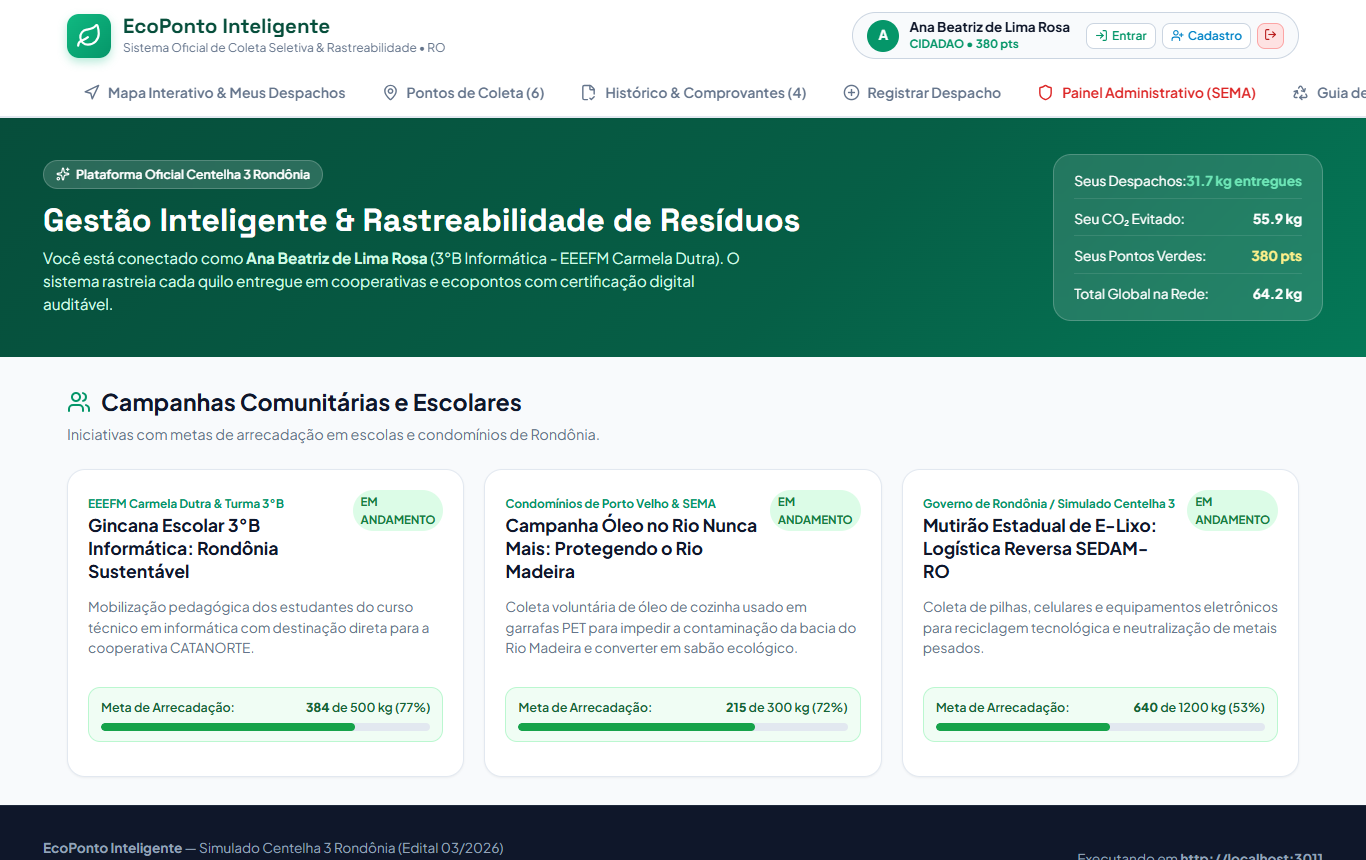 EcoPonto Inteligente
Sistema Oficial de Coleta Seletiva & Rastreabilidade • RO
A
Ana Beatriz de Lima Rosa
CIDADAO • 380 pts
Entrar
Cadastro
Mapa Interativo & Meus Despachos
Pontos de Coleta (6)
Histórico & Comprovantes (4)
Registrar Despacho
Painel Administrativo (SEMA)
Guia de
Plataforma Oficial Centelha 3 Rondônia
Gestão Inteligente & Rastreabilidade de Resíduos
Você está conectado como Ana Beatriz de Lima Rosa (3°B Informática - EEEFM Carmela Dutra). O
sistema rastreia cada quilo entregue em cooperativas e ecopontos com certificação digital
auditável.
Seus Despachos:31.7 kg entregues
Seu CO₂ Evitado: 55.9 kg
Seus Pontos Verdes: 380 pts
Total Global na Rede: 64.2 kg
Campanhas Comunitárias e Escolares
Iniciativas com metas de arrecadação em escolas e condomínios de Rondônia.
EEEFM Carmela Dutra & Turma 3°B
EM
ANDAMENTO
Gincana Escolar 3°B
Informática: Rondônia
Sustentável
Mobilização pedagógica dos estudantes do curso
técnico em informática com destinação direta para a
cooperativa CATANORTE.
Meta de Arrecadação: 384 de 500 kg (77%)
Condomínios de Porto Velho & SEMA
EM
ANDAMENTO
Campanha Óleo no Rio Nunca
Mais: Protegendo o Rio
Madeira
Coleta voluntária de óleo de cozinha usado em
garrafas PET para impedir a contaminação da bacia do
Rio Madeira e converter em sabão ecológico.
Meta de Arrecadação: 215 de 300 kg (72%)
Governo de Rondônia / Simulado Centelha 3
EM
ANDAMENTO
Mutirão Estadual de E-Lixo:
Logística Reversa SEDAM-
RO
Coleta de pilhas, celulares e equipamentos eletrônicos
para reciclagem tecnológica e neutralização de metais
pesados.
Meta de Arrecadação: 640 de 1200 kg (53%)
EcoPonto Inteligente — Simulado Centelha 3 Rondônia (Edital 03/2026)
Executando em http://localhost:3011